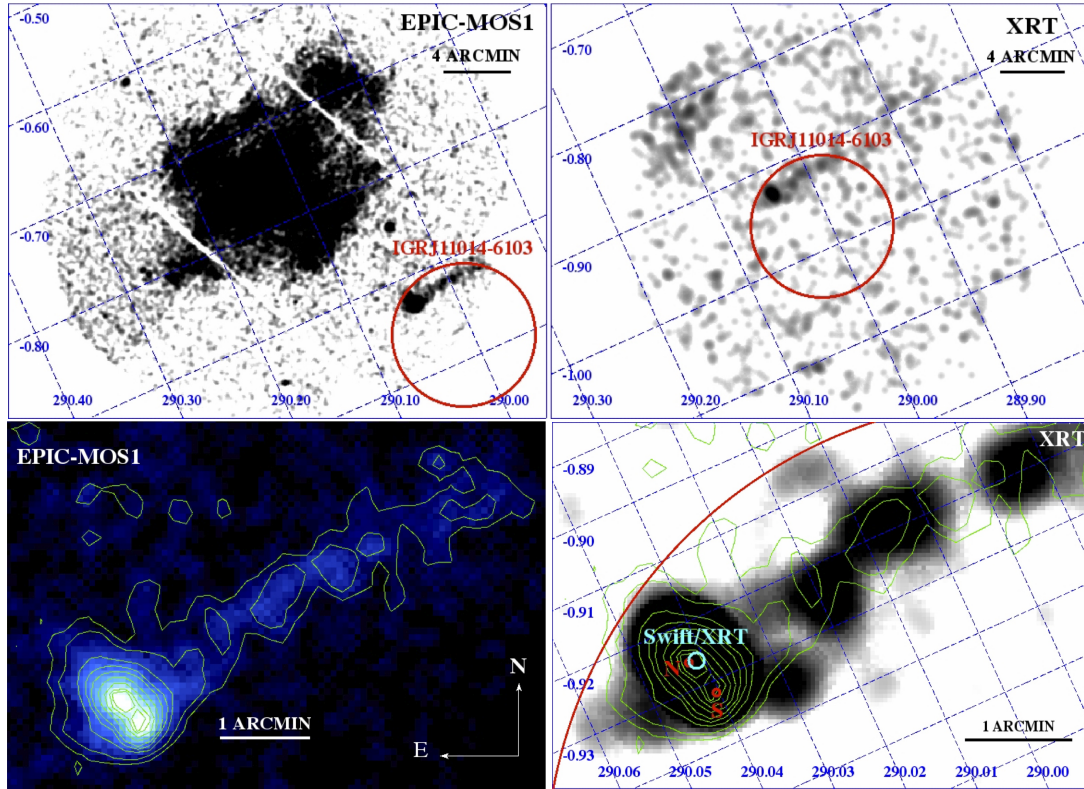 -0.50
EPIC-MOS1
4 ARCMIN
-0.60
-0.70
IGRJ11014-6103
-0.80
290.40
290.30
290.20
290.10
290.00
-0.70
XRT
4 ARCMIN
-0.80
IGRJ11014-6103
-0.90
-1.00
290.20
290.10
290.00
289.90
EPIC-MOS1
1 ARCMIN
N
E
-0.89
XRT
-0.90
-0.91
Swift/XRT
N
S
-0.92
-0.93
1 ARCMIN
290.06
290.05
290.04
290.03
290.02
290.01
290.00